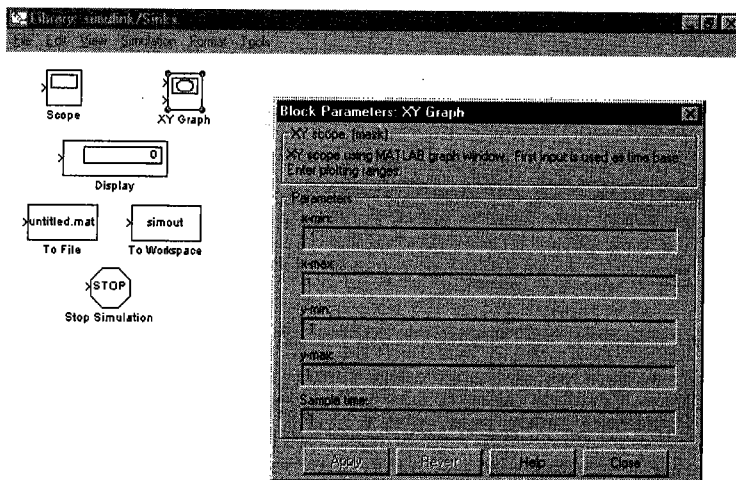 Library: simulink/Sinks
File Edit View Simulation Format Tools
Scope
XY Graph
0
Display
untitled.mat
To File
simout
To Workspace
STOP
Stop Simulation
Block Parameters: XY Graph
XY scope. (mask)
XY scope using MATLAB graph window. First input is used as time base.
Enter plotting ranges.
Parameters
x-min:
x-max:
1
y-min:
y-max:
1
Sample time:
Apply
Revert
Help
Close